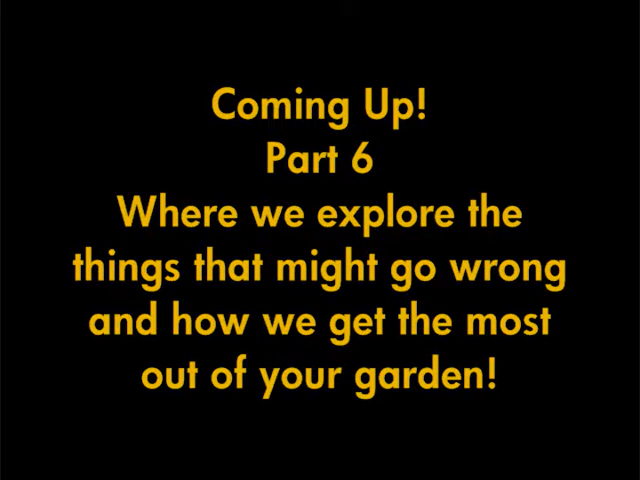 Coming Up!
Part 6
Where we explore the
things that might go wrong
and how we get the most
out of your garden!